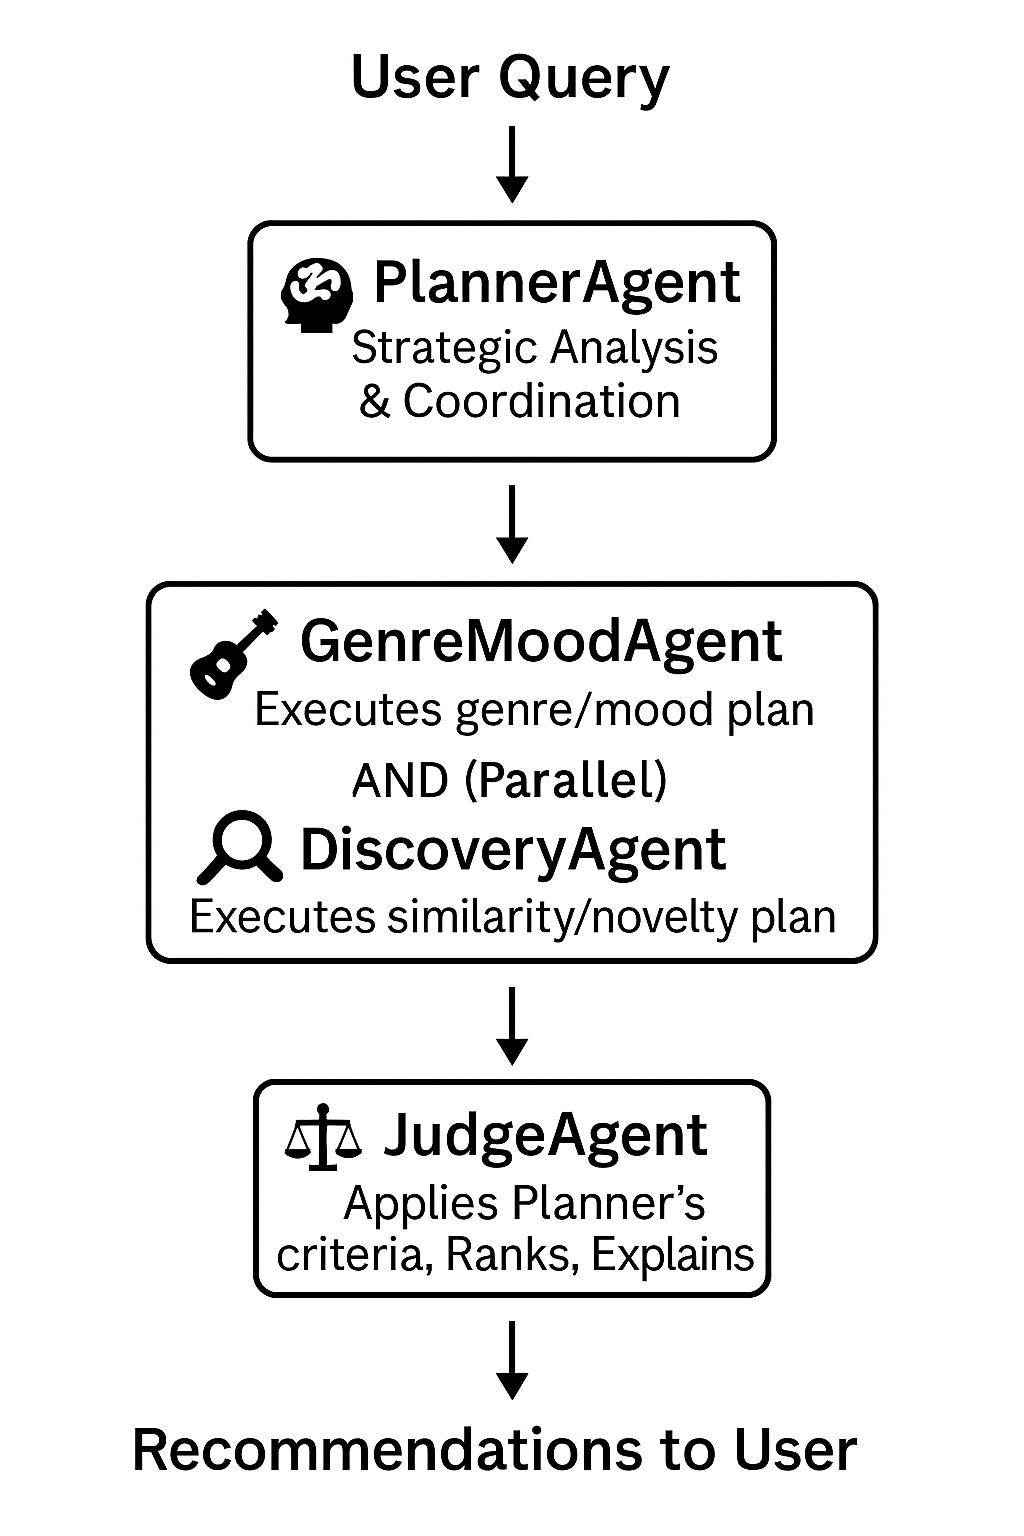 User Query
PlannerAgent
Strategic Analysis
& Coordination
GenreMoodAgent
Executes genre/mood plan
AND (Parallel)
DiscoveryAgent
Executes similarity/novelty plan
JudgeAgent
Applies Planner’s
criteria, Ranks, Explains
Recommendations to User